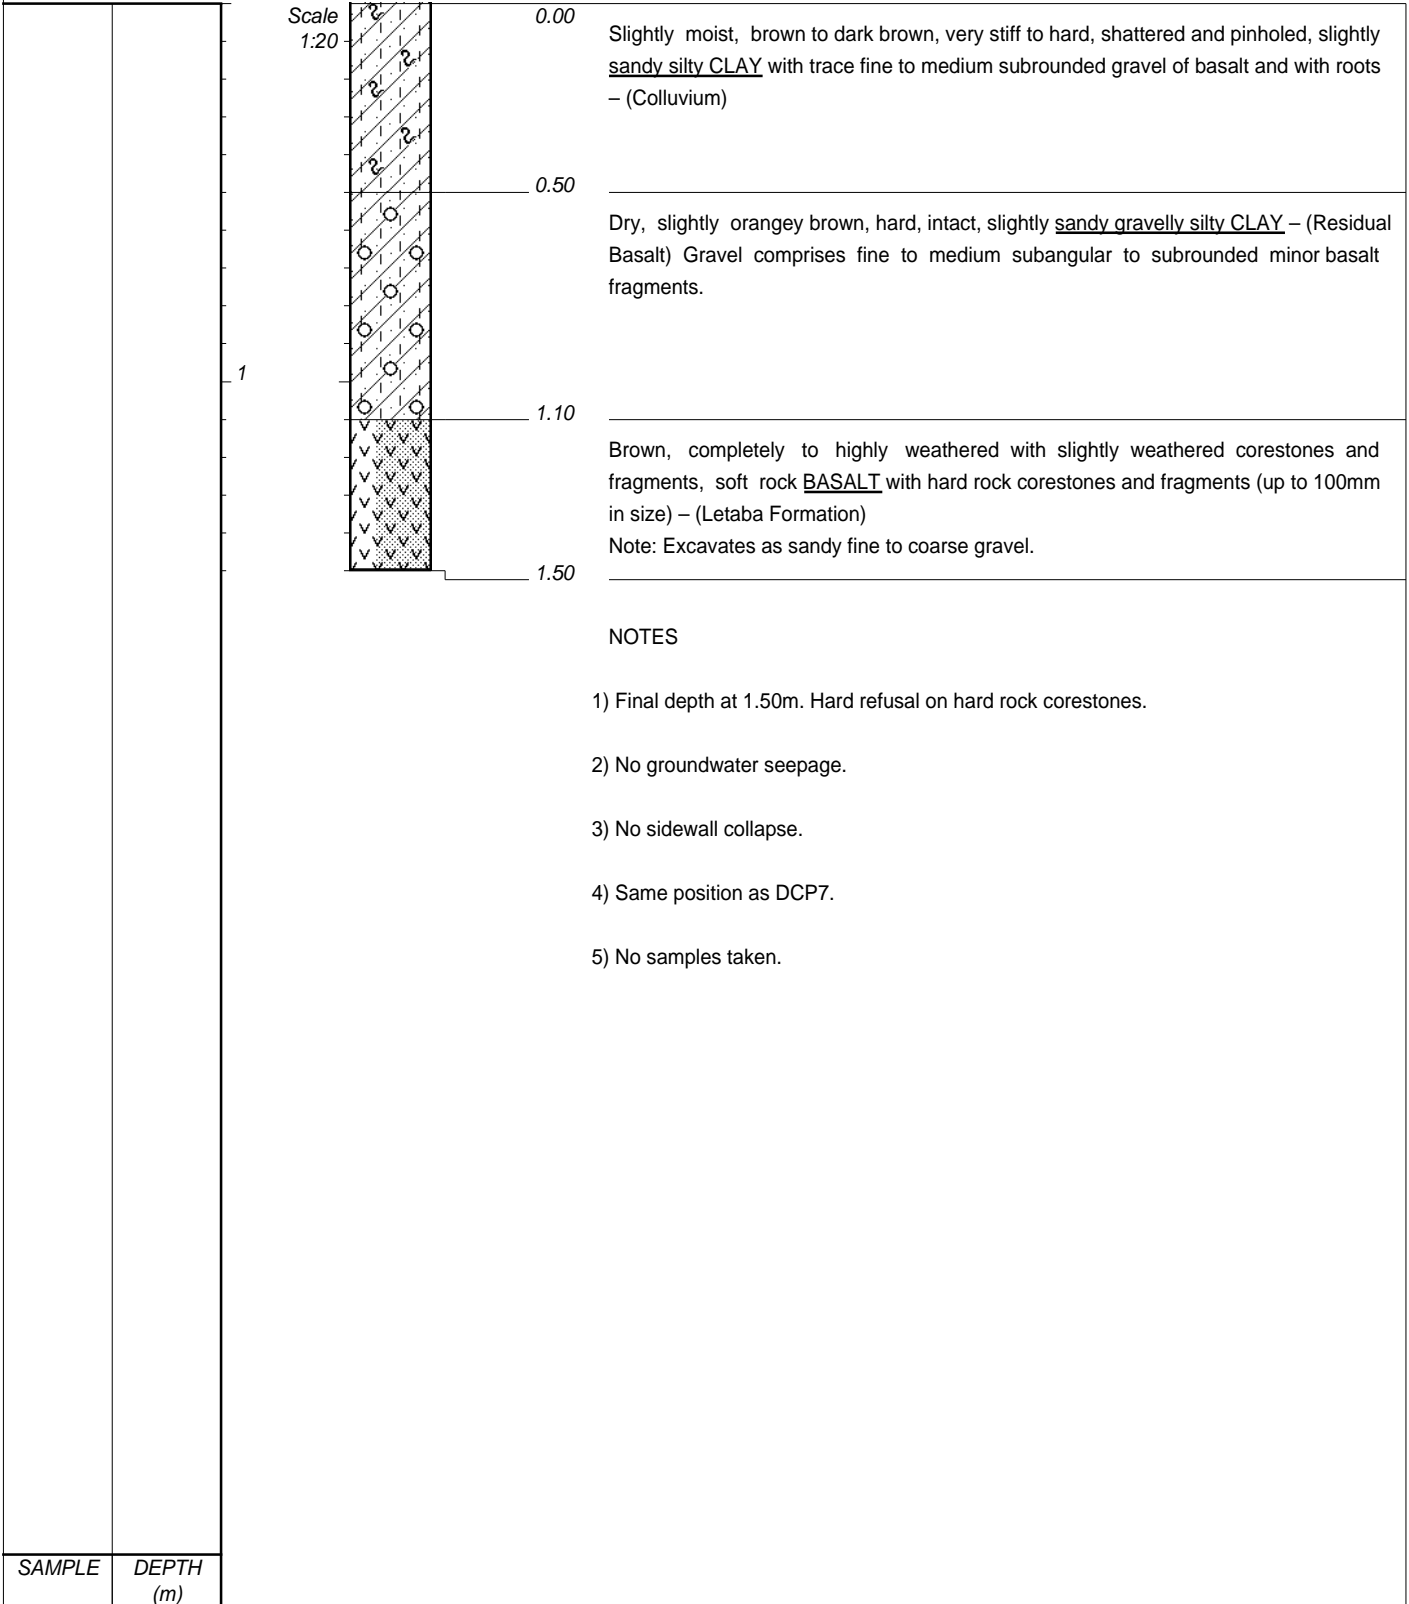 Scale
1:20
0.00
Slightly moist, brown to dark brown, very stiff to hard, shattered and pinholed, slightly
sandy silty CLAY with trace fine to medium subrounded gravel of basalt and with roots
– (Colluvium)
0.50
Dry, slightly orangey brown, hard, intact, slightly sandy gravelly silty CLAY – (Residual
Basalt) Gravel comprises fine to medium subangular to subrounded minor basalt
fragments.
1
1.10
Brown, completely to highly weathered with slightly weathered corestones and
fragments, soft rock BASALT with hard rock corestones and fragments (up to 100mm
in size) – (Letaba Formation)
Note: Excavates as sandy fine to coarse gravel.
1.50
NOTES
1) Final depth at 1.50m. Hard refusal on hard rock corestones.
2) No groundwater seepage.
3) No sidewall collapse.
4) Same position as DCP7.
5) No samples taken.
SAMPLE
DEPTH
(m)